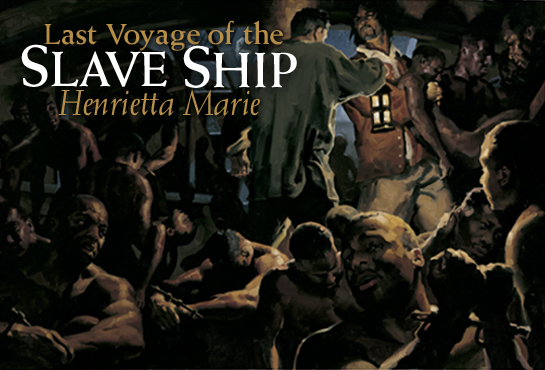 Last Voyage of the
SLAVE SHIP
Henrietta Marie